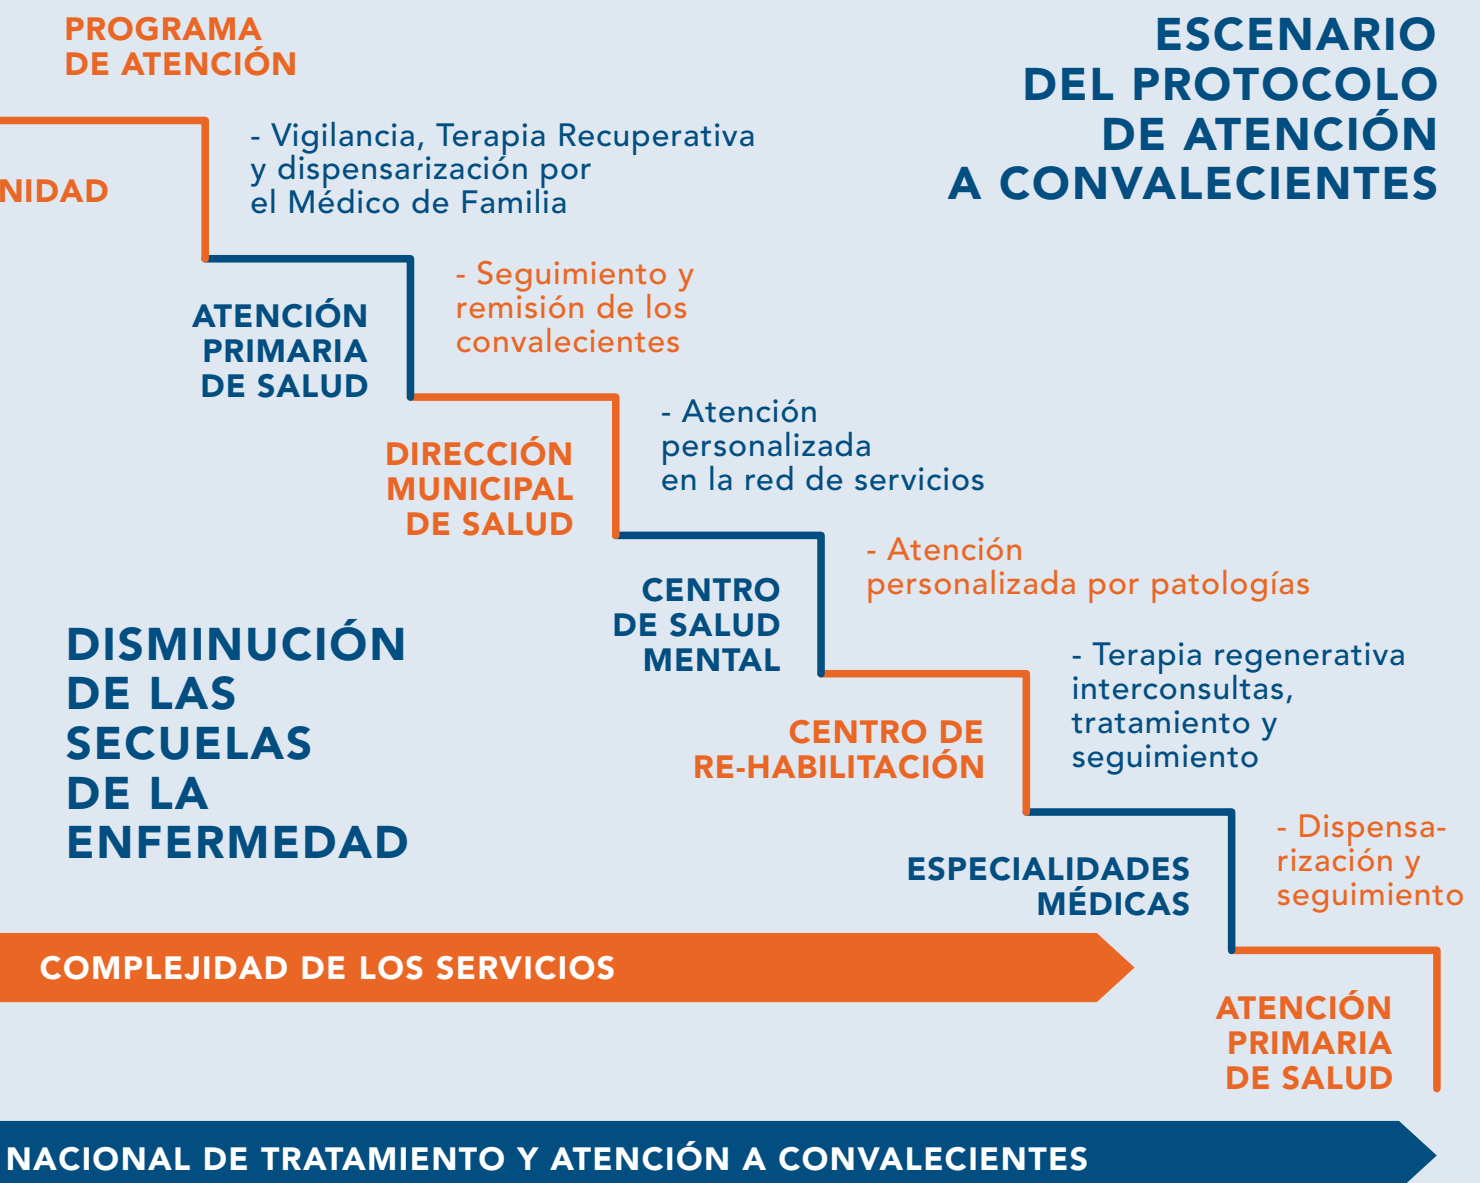 PROGRAMA
DE ATENCIÓN
ESCENARIO
DEL PROTOCOLO
DE ATENCIÓN
A CONVALECIENTES
NIDAD
- Vigilancia, Terapia Recuperativa
y dispensarización por
el Médico de Familia
ATENCIÓN
PRIMARIA
DE SALUD
- Seguimiento y
remisión de los
convalecientes
DIRECCIÓN
MUNICIPAL
DE SALUD
- Atención
personalizada
en la red de servicios
CENTRO
DE SALUD
MENTAL
- Atención
personalizada por patologías
DISMINUCIÓN
DE LAS
SECUELAS
DE LA
ENFERMEDAD
CENTRO DE
RE-HABILITACIÓN
- Terapia regenerativa
interconsultas,
tratamiento y
seguimiento
ESPECIALIDADES
MÉDICAS
- Dispensa-
rización y
seguimiento
COMPLEJIDAD DE LOS SERVICIOS
ATENCIÓN
PRIMARIA
DE SALUD
NACIONAL DE TRATAMIENTO Y ATENCIÓN A CONVALECIENTES